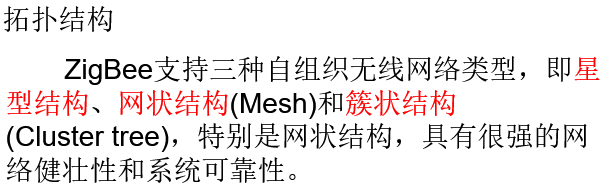 拓扑结构
ZigBee支持三种自组织无线网络类型，即星
型结构、网状结构(Mesh)和簇状结构
(Cluster tree)，特别是网状结构，具有很强的网
络健壮性和系统可靠性。